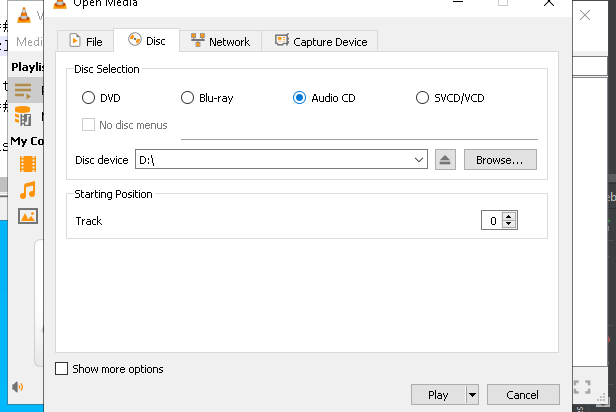 Open Media
Medi
File
Disc
Network
Capture Device
Playlis
Disc Selection
DVD
Blu-ray
Audio CD
SVCD/VCD
No disc menus
My Co
Disc device
D:\
Browse...
Starting Position
Track
0
Show more options
Play
Cancel